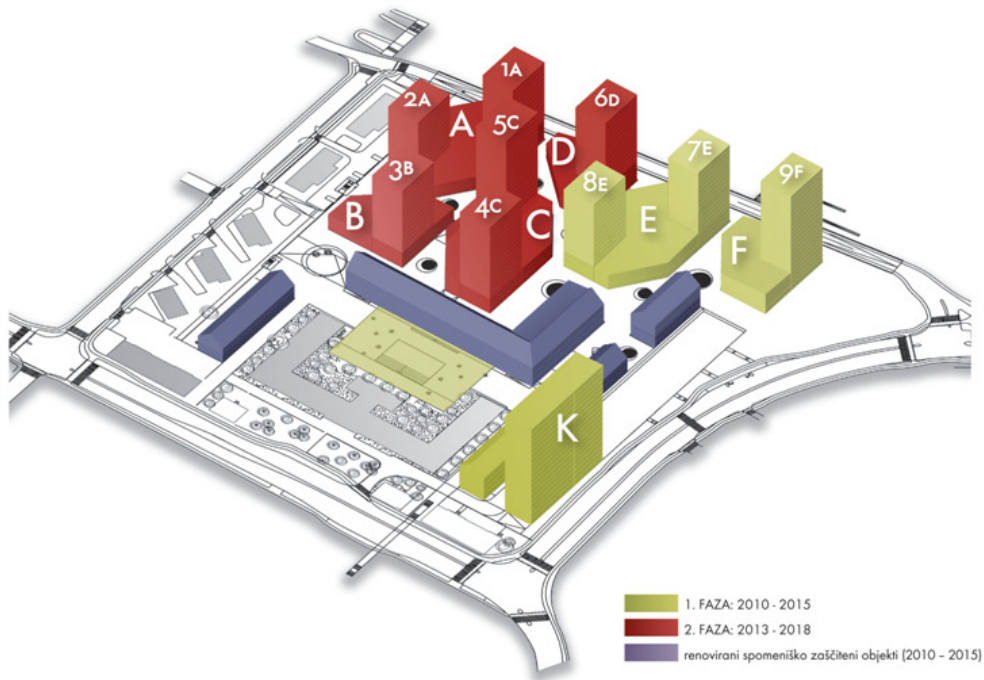 1A
2A
A
6D
5C
D
7E
3B
8E
9F
B
4C
C
E
F
K
1. FAZA: 2010 - 2015
2. FAZA: 2013 - 2018
renovirani spomeniško zaščiteni objekti (2010 – 2015)